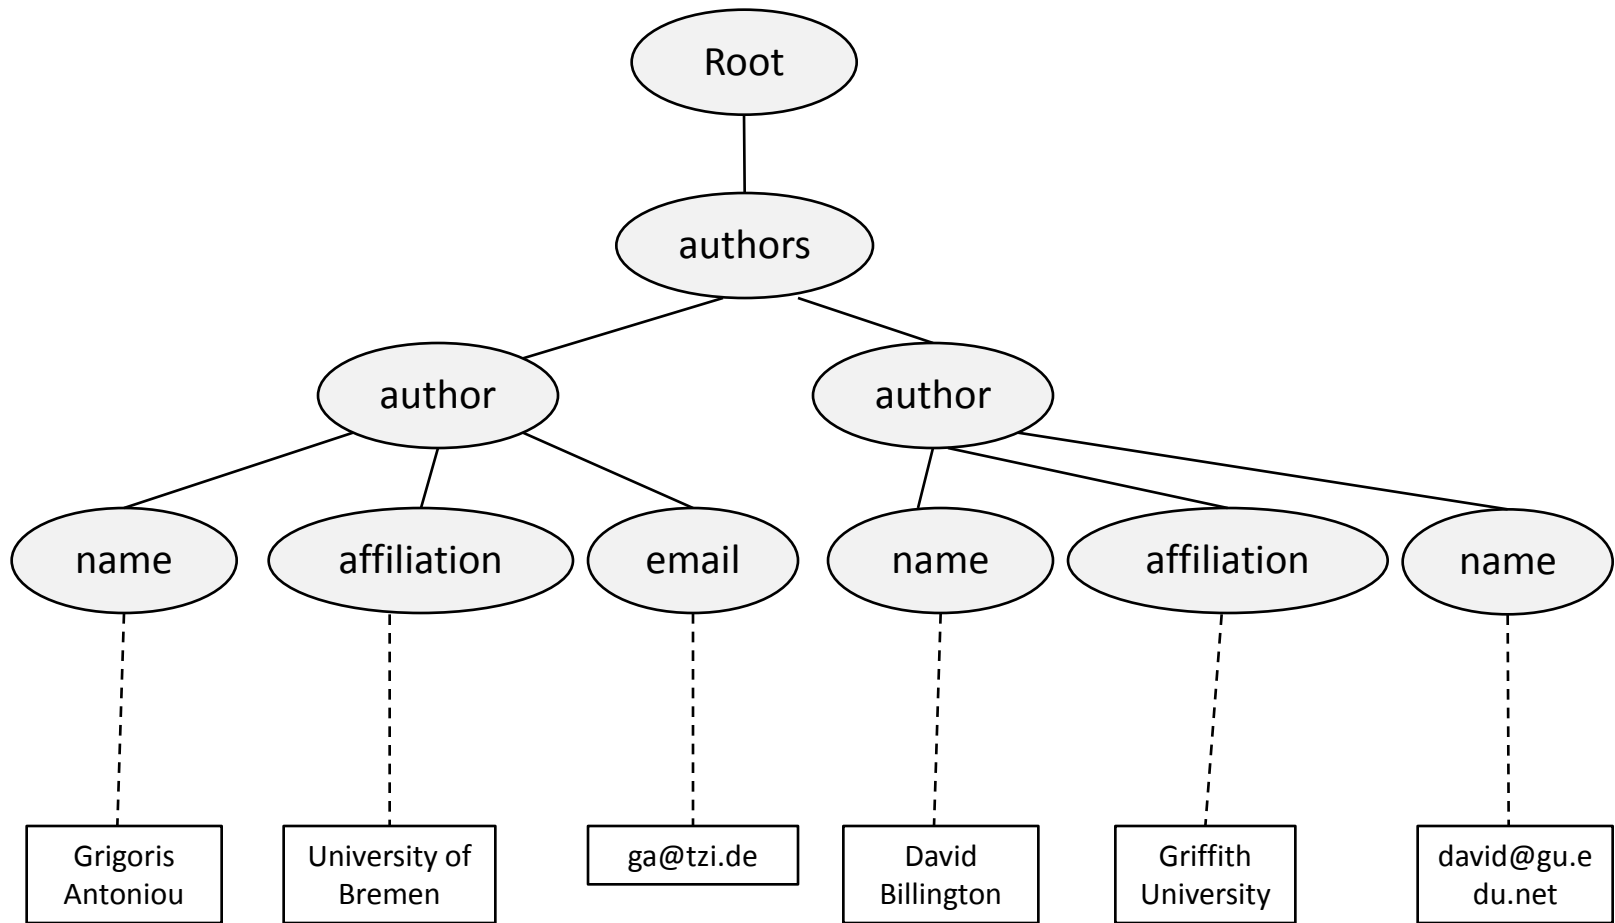 Root
authors
author
author
name
affiliation
email
name
affiliation
name
Grigoris
Antoniou
University of
Bremen
ga@tzi.de
David
Billington
Griffith
University
david@gu.e
du.net